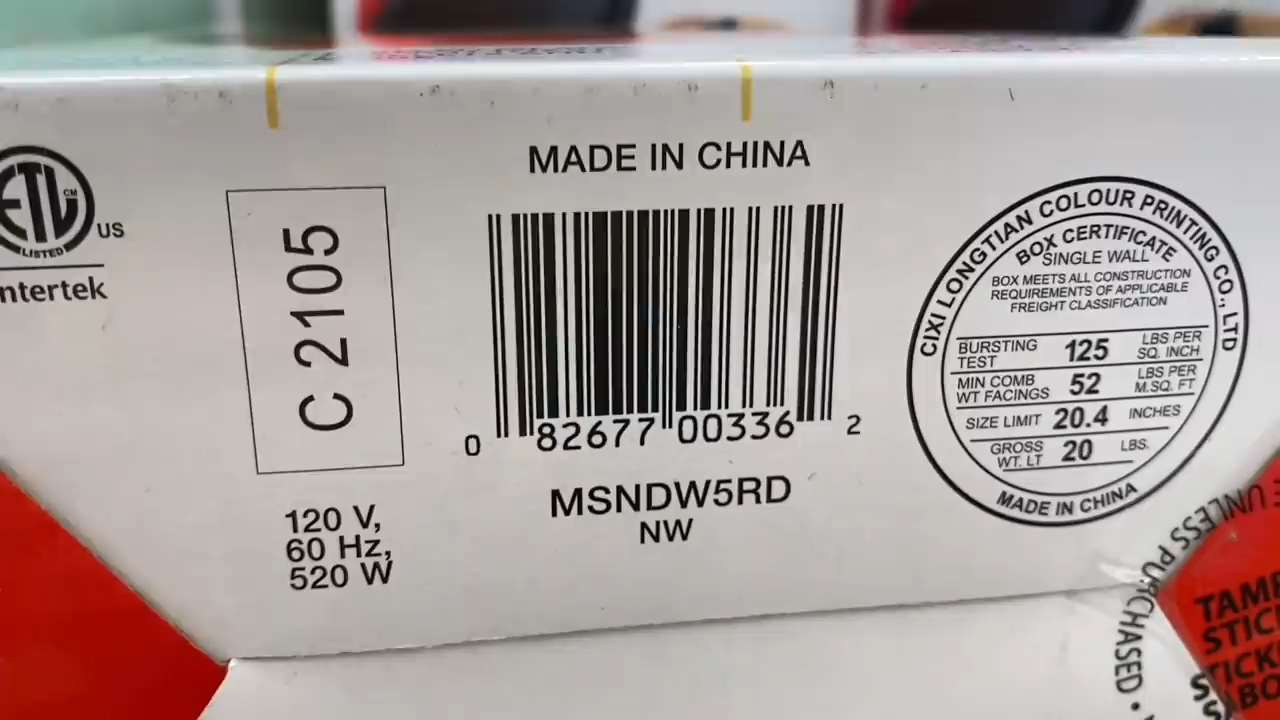 MADE IN CHINA
ETL
CM
LISTED
US
ntertek
C 2105
120 V,
60 Hz,
520 W
0 82677 00336 2
MSNDW5RD
NW
CIXI LONGTIAN COLOUR PRINTING CO., LTD
BOX CERTIFICATE
SINGLE WALL
BOX MEETS ALL CONSTRUCTION
REQUIREMENTS OF APPLICABLE
FREIGHT CLASSIFICATION
BURSTING TEST 125 LBS PER SQ. INCH
MIN COMB WT FACINGS 52 LBS PER M.SQ. FT
SIZE LIMIT 20.4 INCHES
GROSS WT. LT 20 LBS.
MADE IN CHINA
UNLESS PURCHASED •
TAMP
STIC
STICK